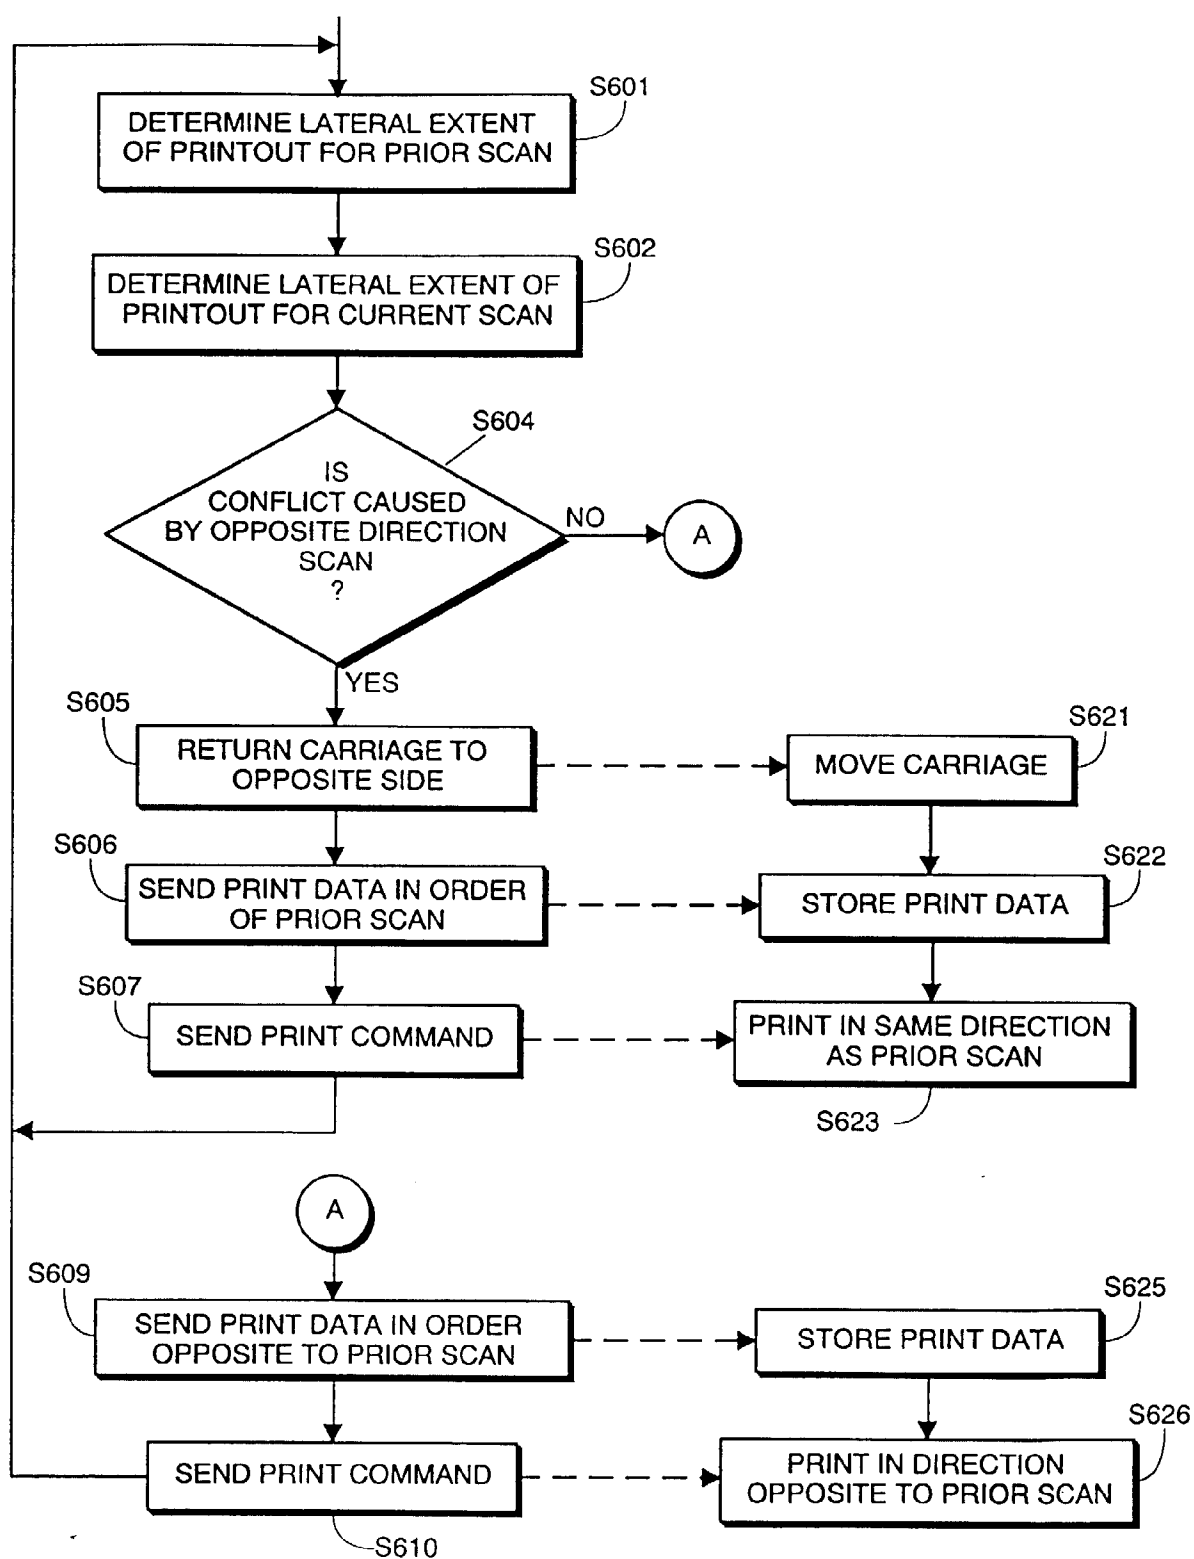 S601
DETERMINE LATERAL EXTENT
OF PRINTOUT FOR PRIOR SCAN
S602
DETERMINE LATERAL EXTENT OF
PRINTOUT FOR CURRENT SCAN
S604
IS
CONFLICT CAUSED
BY OPPOSITE DIRECTION
SCAN
?
NO
A
YES
S605
RETURN CARRIAGE TO
OPPOSITE SIDE
S621
MOVE CARRIAGE
S606
SEND PRINT DATA IN ORDER
OF PRIOR SCAN
S622
STORE PRINT DATA
S607
SEND PRINT COMMAND
PRINT IN SAME DIRECTION
AS PRIOR SCAN
S623
A
S609
SEND PRINT DATA IN ORDER
OPPOSITE TO PRIOR SCAN
S625
STORE PRINT DATA
SEND PRINT COMMAND
S610
S626
PRINT IN DIRECTION
OPPOSITE TO PRIOR SCAN